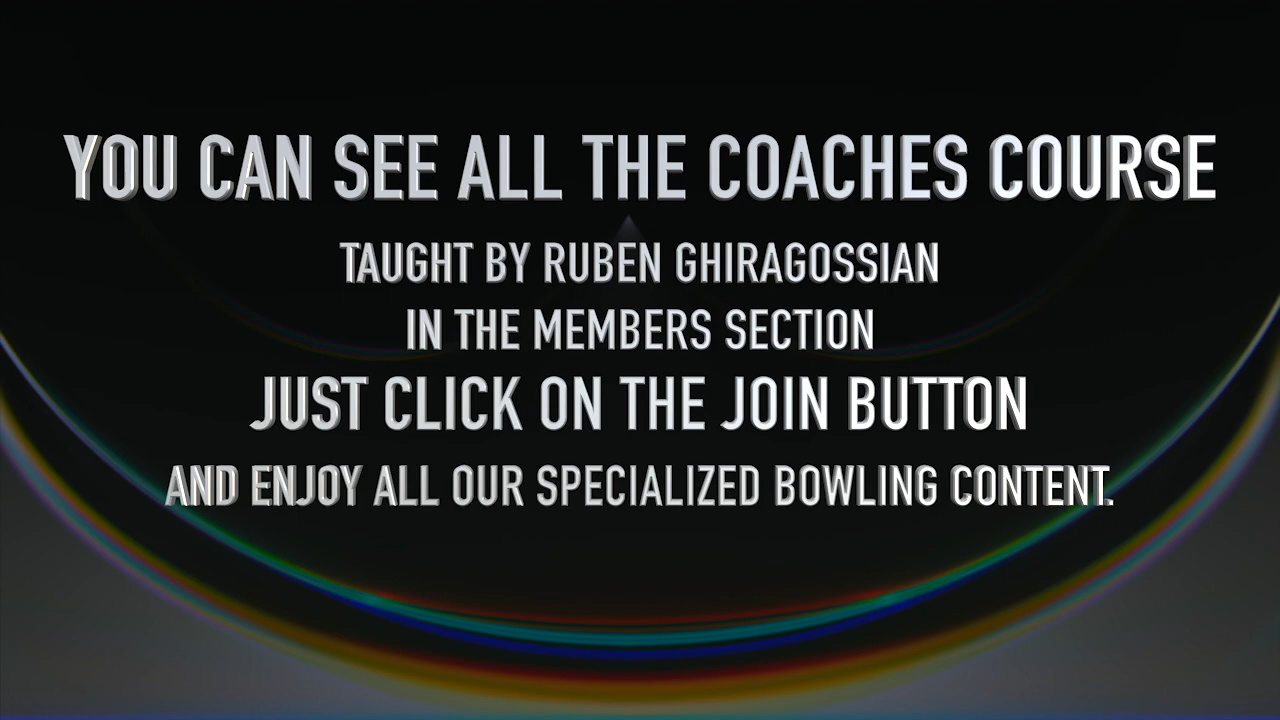 YOU CAN SEE ALL THE COACHES COURSE
TAUGHT BY RUBEN GHIRAGOSSIAN
IN THE MEMBERS SECTION
JUST CLICK ON THE JOIN BUTTON
AND ENJOY ALL OUR SPECIALIZED BOWLING CONTENT.